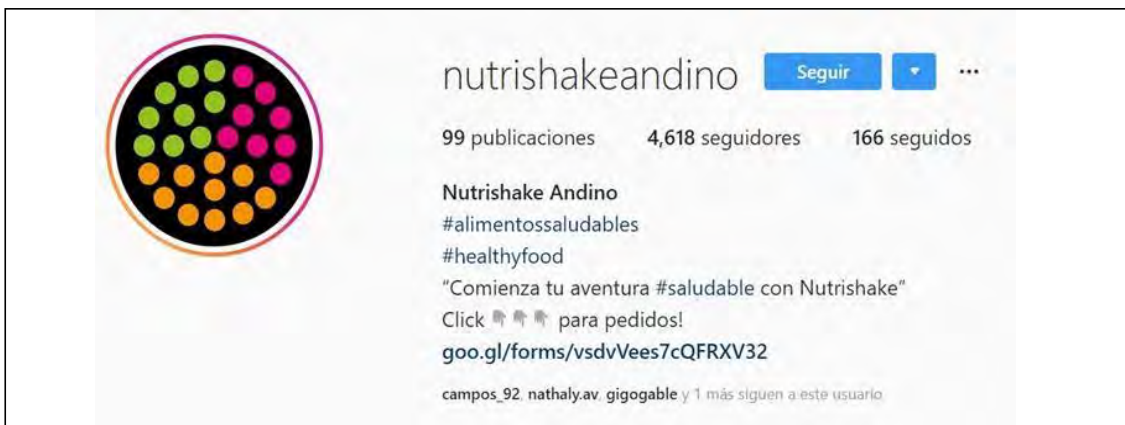 nutrishakeandino Seguir
99 publicaciones 4,618 seguidores 166 seguidos
Nutrishake Andino
#alimentossaludables
#healthyfood
“Comienza tu aventura #saludable con Nutrishake”
Click 👇👇👇 para pedidos!
goo.gl/forms/vsdvVees7cQFRXV32
campos_92, nathaly.av, gigogable y 1 más siguen a este usuario